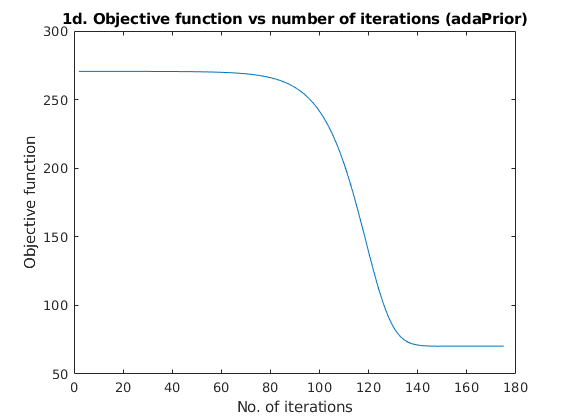 1d. Objective function vs number of iterations (adaPrior)
300
250
200
150
100
50
Objective function
0 20 40 60 80 100 120 140 160 180
No. of iterations